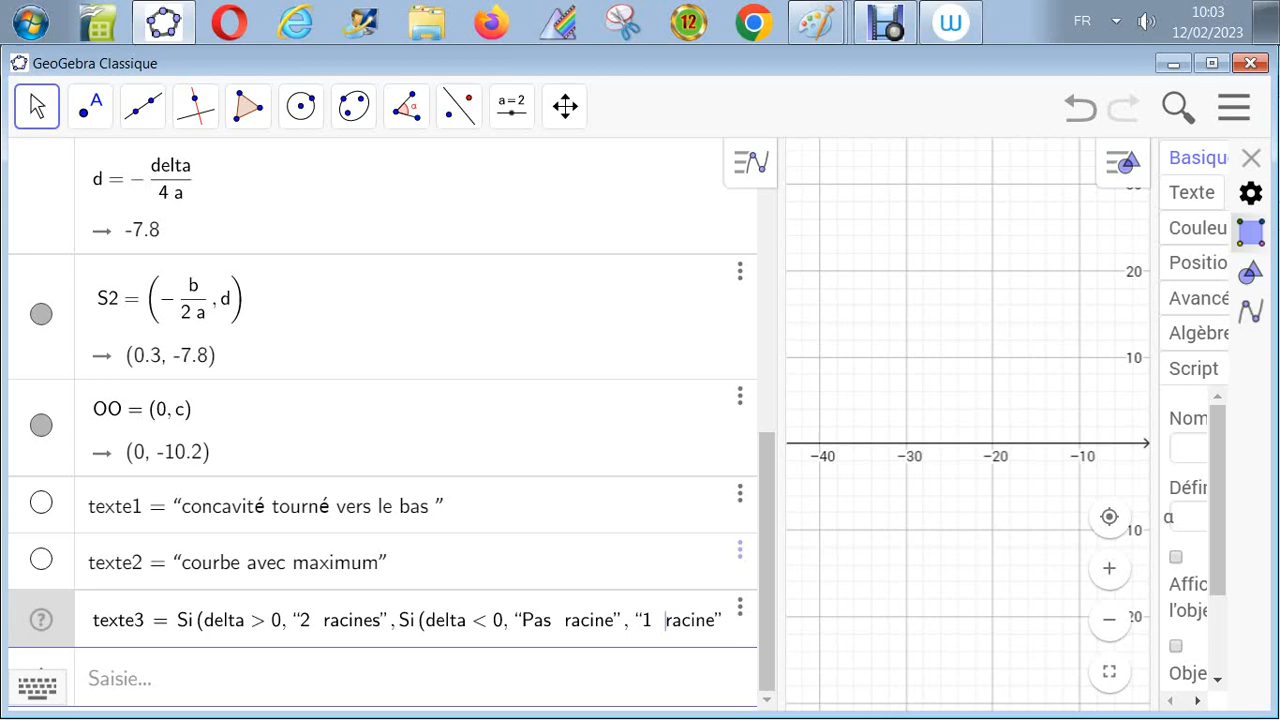 12
W
FR
10:03
12/02/2023
GeoGebra Classique
A
α
a=2
d = − delta / 4 a
→ -7.8
S2 = (− b / 2 a , d)
→ (0.3, -7.8)
OO = (0, c)
→ (0, -10.2)
texte1 = “concavité tourné vers le bas ”
texte2 = “courbe avec maximum”
texte3 = Si (delta > 0, “2 racines”, Si (delta < 0, “Pas racine”, “1 racine”
Saisie...
20
10
−40
−30
−20
−10
10
20
Basiqu
Texte
Couleu
Positio
Avancé
Algèbre
Script
Nom
Défin
α
Affic
l'obje
Obje